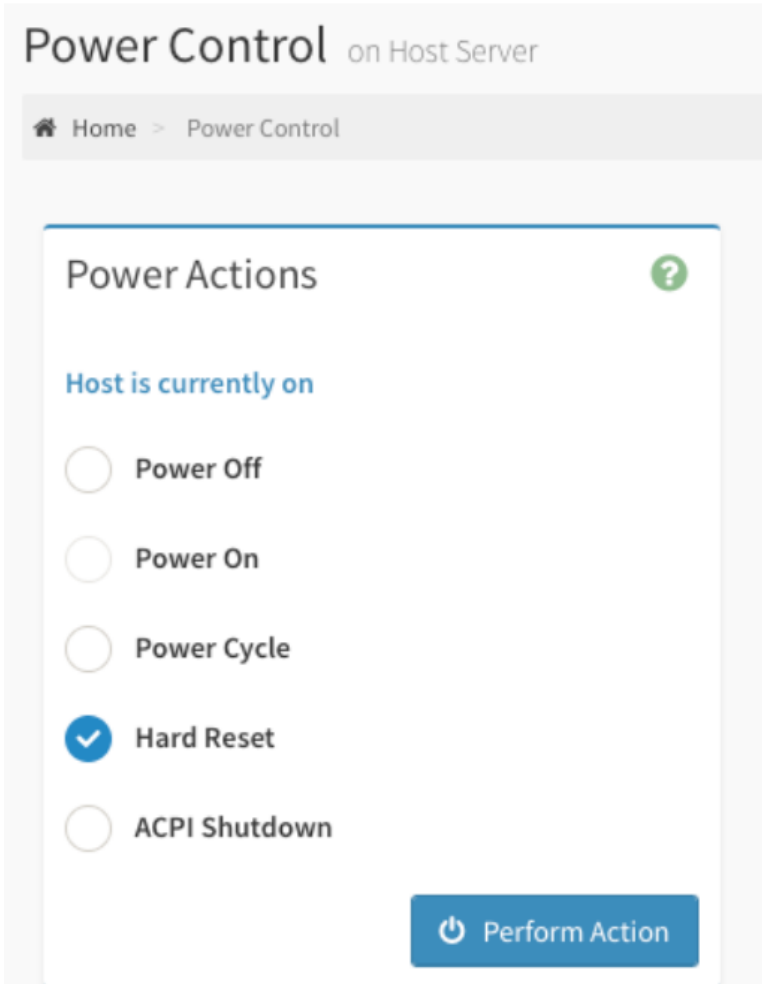 Power Control on Host Server
Home > Power Control
Power Actions
?
Host is currently on
Power Off
Power On
Power Cycle
Hard Reset
ACPI Shutdown
Perform Action